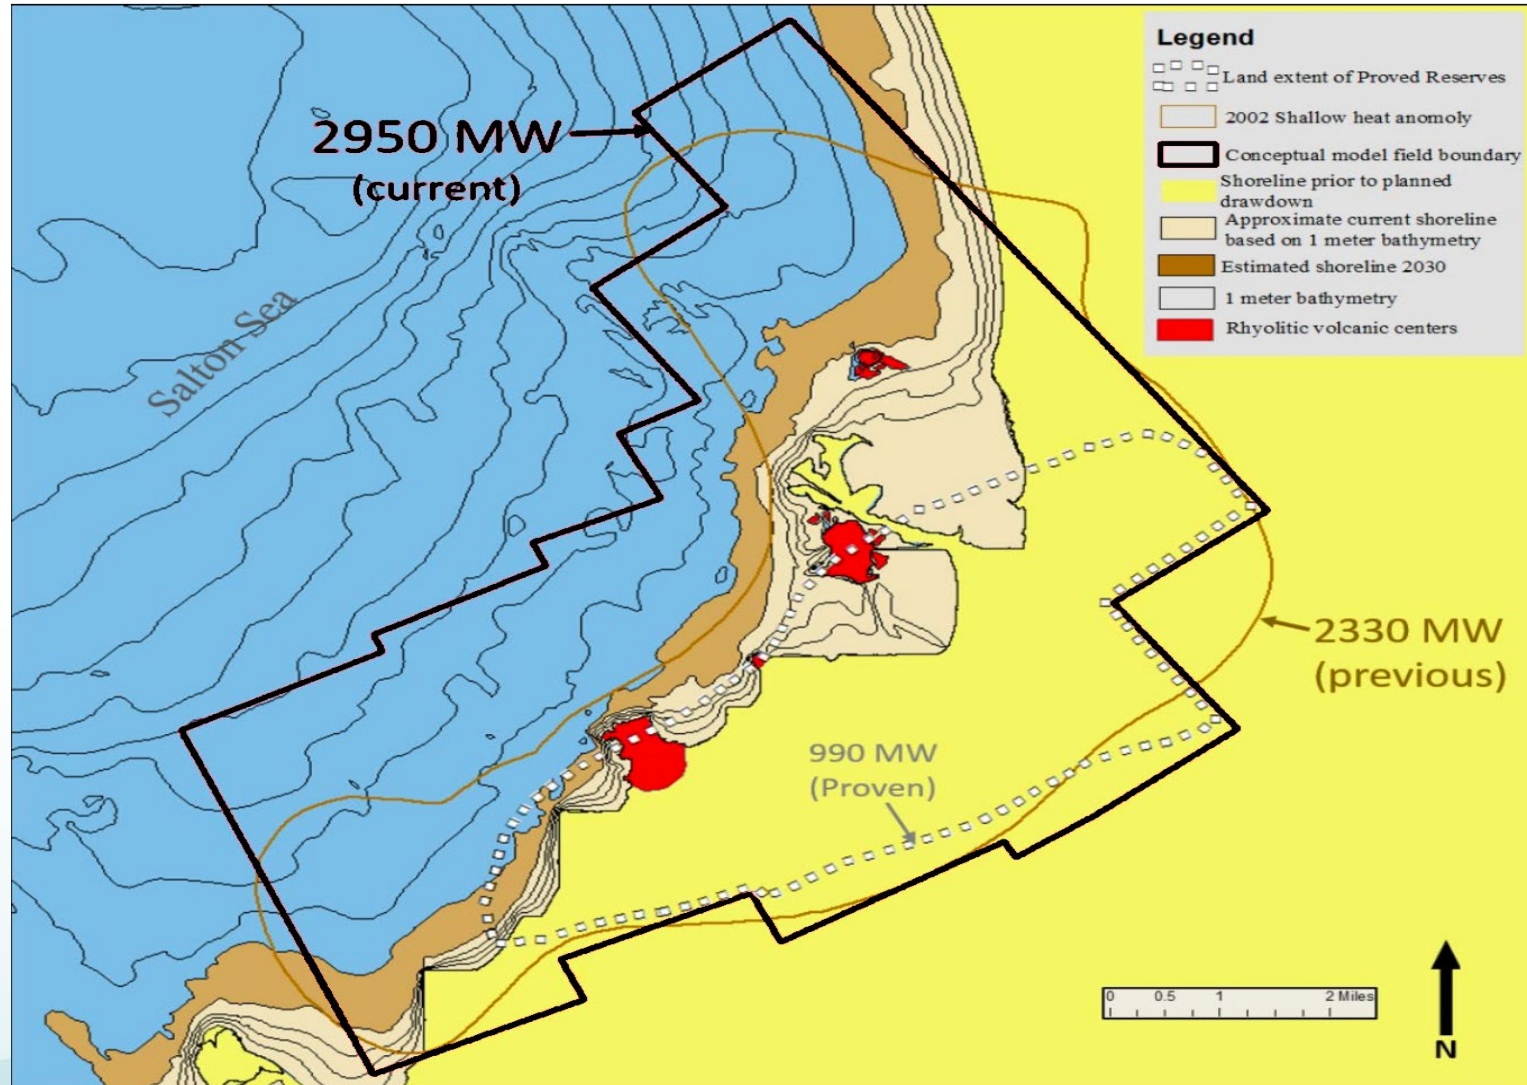 Legend
Land extent of Proved Reserves
2002 Shallow heat anomoly
Conceptual model field boundary
Shoreline prior to planned
drawdown
Approximate current shoreline
based on 1 meter bathymetry
Estimated shoreline 2030
1 meter bathymetry
Rhyolitic volcanic centers
2950 MW
(current)
Salton Sea
2330 MW
(previous)
990 MW
(Proven)
0 0.5 1 2 Miles
N